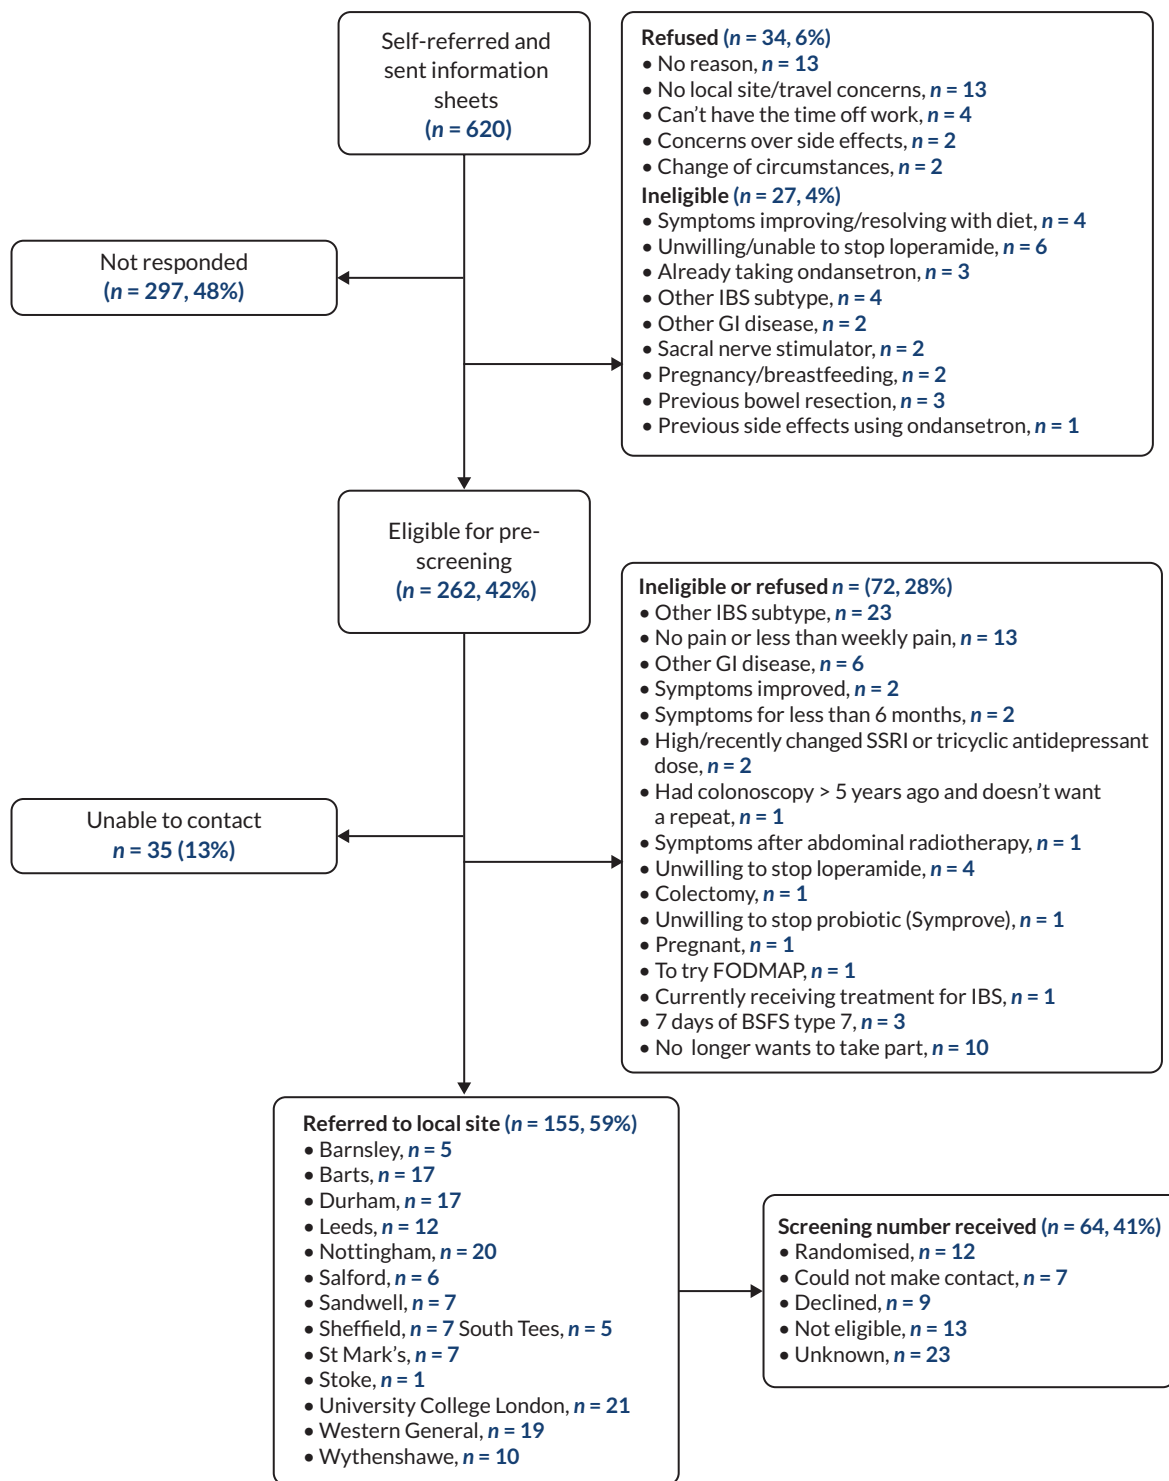 Self-referred and
sent information
sheets
(n = 620)
Refused (n = 34, 6%)
• No reason, n = 13
• No local site/travel concerns, n = 13
• Can’t have the time off work, n = 4
• Concerns over side effects, n = 2
• Change of circumstances, n = 2
Ineligible (n = 27, 4%)
• Symptoms improving/resolving with diet, n = 4
• Unwilling/unable to stop loperamide, n = 6
• Already taking ondansetron, n = 3
• Other IBS subtype, n = 4
• Other GI disease, n = 2
• Sacral nerve stimulator, n = 2
• Pregnancy/breastfeeding, n = 2
• Previous bowel resection, n = 3
• Previous side effects using ondansetron, n = 1
Not responded
(n = 297, 48%)
Eligible for pre-
screening
(n = 262, 42%)
Ineligible or refused n = (72, 28%)
• Other IBS subtype, n = 23
• No pain or less than weekly pain, n = 13
• Other GI disease, n = 6
• Symptoms improved, n = 2
• Symptoms for less than 6 months, n = 2
• High/recently changed SSRI or tricyclic antidepressant
dose, n = 2
• Had colonoscopy > 5 years ago and doesn’t want
a repeat, n = 1
• Symptoms after abdominal radiotherapy, n = 1
• Unwilling to stop loperamide, n = 4
• Colectomy, n = 1
• Unwilling to stop probiotic (Symprove), n = 1
• Pregnant, n = 1
• To try FODMAP, n = 1
• Currently receiving treatment for IBS, n = 1
• 7 days of BSFS type 7, n = 3
• No longer wants to take part, n = 10
Unable to contact
n = 35 (13%)
Referred to local site (n = 155, 59%)
• Barnsley, n = 5
• Barts, n = 17
• Durham, n = 17
• Leeds, n = 12
• Nottingham, n = 20
• Salford, n = 6
• Sandwell, n = 7
• Sheffield, n = 7 South Tees, n = 5
• St Mark’s, n = 7
• Stoke, n = 1
• University College London, n = 21
• Western General, n = 19
• Wythenshawe, n = 10
Screening number received (n = 64, 41%)
• Randomised, n = 12
• Could not make contact, n = 7
• Declined, n = 9
• Not eligible, n = 13
• Unknown, n = 23